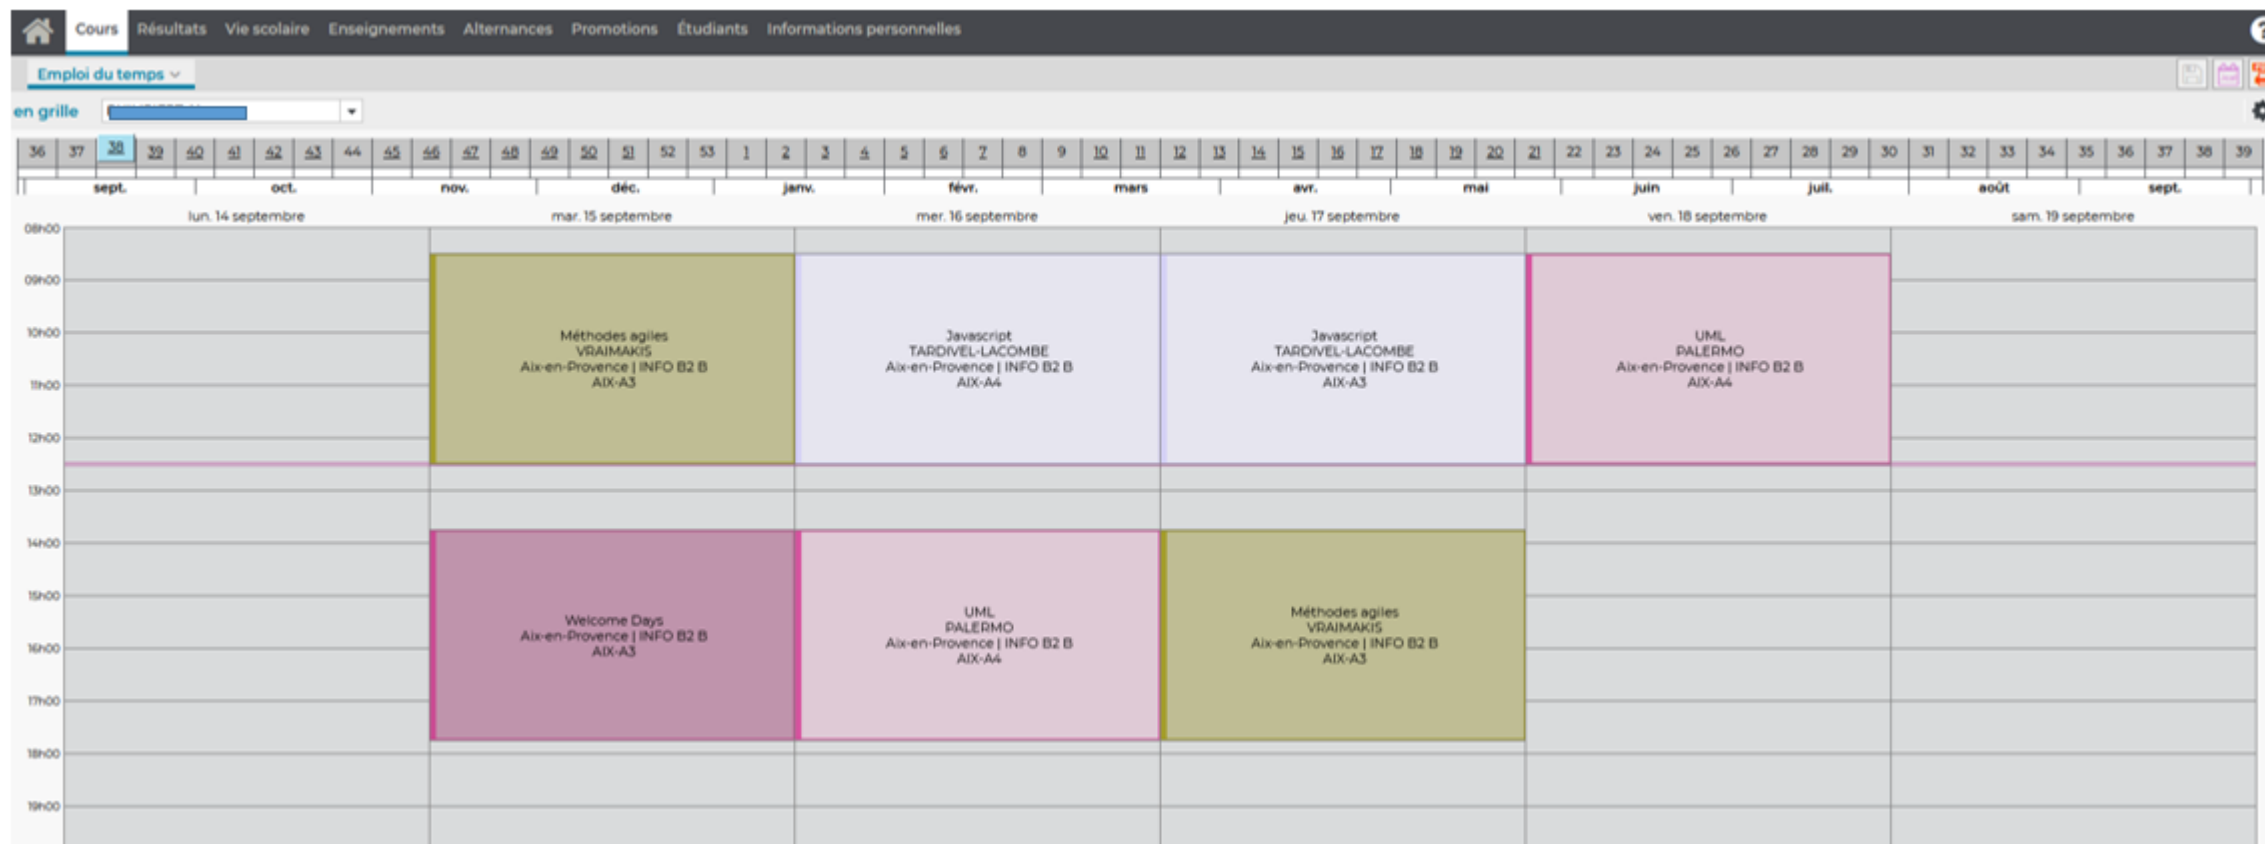 Cours Résultats Vie scolaire Enseignements Alternances Promotions Étudiants Informations personnelles ?
Emploi du temps
en grille
36 37 38 39 40 41 42 43 44 45 46 47 48 49 50 51 52 53 1 2 3 4 5 6 7 8 9 10 11 12 13 14 15 16 17 18 19 20 21 22 23 24 25 26 27 28 29 30 31 32 33 34 35 36 37 38 39
sept. oct. nov. déc. janv. févr. mars avr. mai juin juil. août sept.
lun. 14 septembre mar. 15 septembre mer. 16 septembre jeu. 17 septembre ven. 18 septembre sam. 19 septembre
08h00
09h00
10h00
11h00
12h00
13h00
14h00
15h00
16h00
17h00
18h00
19h00
Méthodes agiles
VRAIMAKIS
Aix-en-Provence | INFO B2 B
AIX-A3
Javascript
TARDIVEL-LACOMBE
Aix-en-Provence | INFO B2 B
AIX-A4
Javascript
TARDIVEL-LACOMBE
Aix-en-Provence | INFO B2 B
AIX-A3
UML
PALERMO
Aix-en-Provence | INFO B2 B
AIX-A4
Welcome Days
Aix-en-Provence | INFO B2 B
AIX-A3
UML
PALERMO
Aix-en-Provence | INFO B2 B
AIX-A4
Méthodes agiles
VRAIMAKIS
Aix-en-Provence | INFO B2 B
AIX-A3